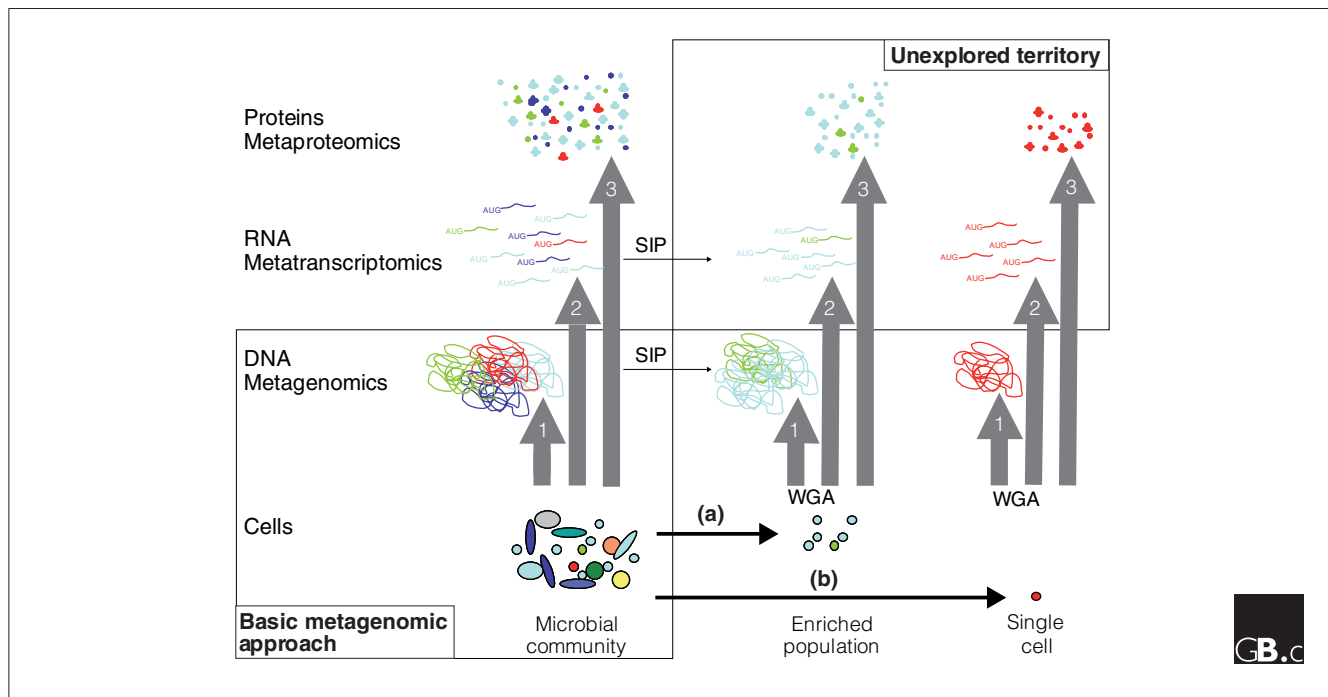 Unexplored territory
Proteins
Metaproteomics
3
3
3
AUG
AUG
AUG
AUG
AUG
AUG
AUG
AUG
AUG
RNA
Metatranscriptomics
SIP
AUG
AUG
AUG
AUG
AUG
AUG
AUG
AUG
AUG
AUG
AUG
2
2
2
DNA
Metagenomics
SIP
1
1
1
WGA
WGA
Cells
(a)
(b)
Basic metagenomic
approach
Microbial
community
Enriched
population
Single
cell
GB.c